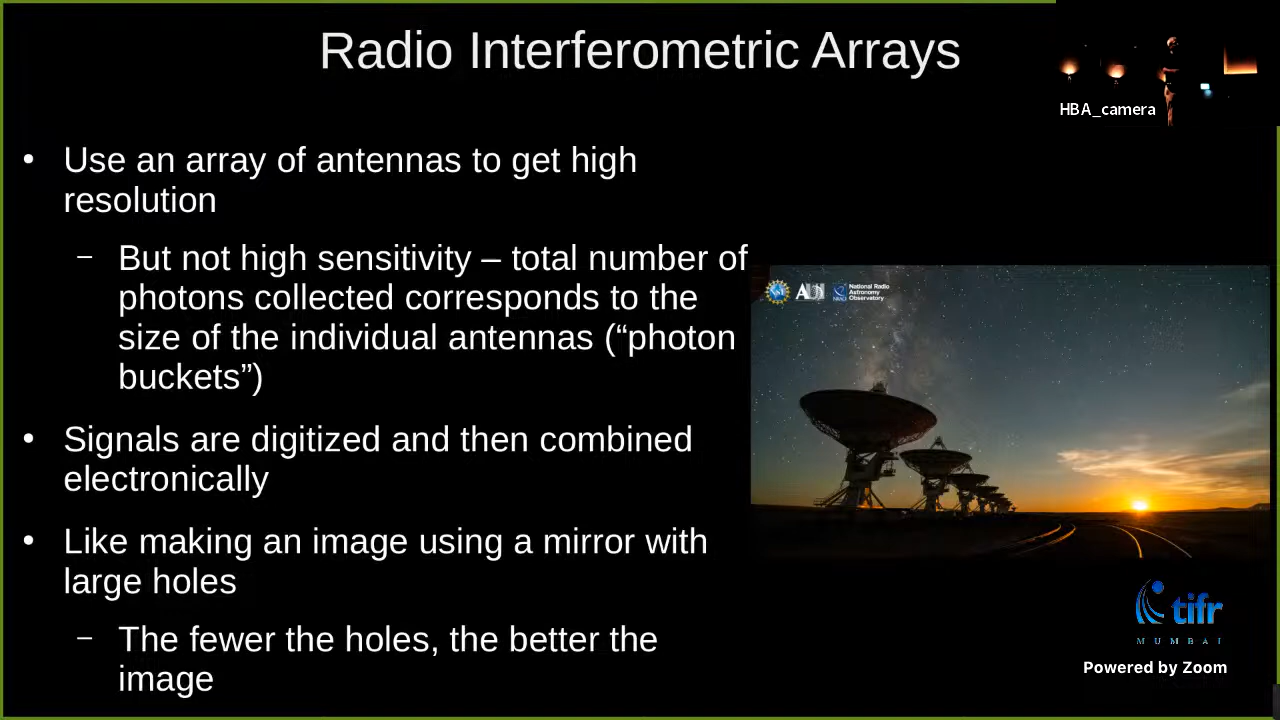 Radio Interferometric Arrays
HBA_camera
• Use an array of antennas to get high
resolution
– But not high sensitivity – total number of
photons collected corresponds to the
size of the individual antennas (“photon
buckets”)
• Signals are digitized and then combined
electronically
• Like making an image using a mirror with
large holes
– The fewer the holes, the better the
image
National Radio
Astronomy
Observatory
tifr
MUMBAI
Powered by Zoom